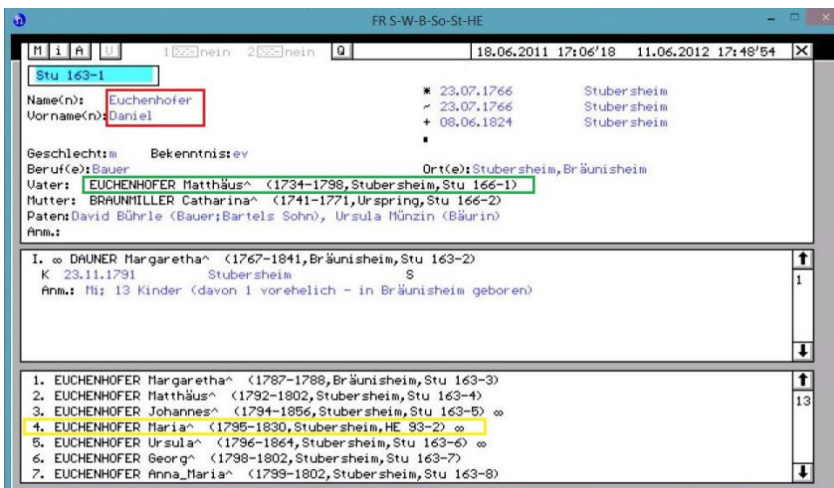 FR S-W-B-So-St-HE
M i A U 1 nein 2 nein Q 18.06.2011 17:06'18 11.06.2012 17:48'54
Stu 163-1
Name(n): Euchenhofer * 23.07.1766 Stubersheim
Vorname(n): Daniel ~ 23.07.1766 Stubersheim
+ 08.06.1824 Stubersheim
Geschlecht: m Bekenntnis: ev
Beruf(e): Bauer Ort(e): Stubersheim, Bräunisheim
Vater: EUCHENHOFER Matthäus^ (1734-1798,Stubersheim,Stu 166-1)
Mutter: BRAUNMILLER Catharina^ (1741-1771,Urspring,Stu 166-2)
Paten: David Bührle (Bauer;Bartels Sohn), Ursula Münzin (Bäurin)
Anm.:
I. ∞ DAUNER Margaretha^ (1767-1841,Bräunisheim,Stu 163-2)
K 23.11.1791 Stubersheim S
Anm.: Mi; 13 Kinder (davon 1 vorehelich - in Bräunisheim geboren)
1
1. EUCHENHOFER Margaretha^ (1787-1788,Bräunisheim,Stu 163-3)
2. EUCHENHOFER Matthäus^ (1792-1802,Stubersheim,Stu 163-4)
13
3. EUCHENHOFER Johannes^ (1794-1856,Stubersheim,Stu 163-5) ∞
4. EUCHENHOFER Maria^ (1795-1830,Stubersheim,HE 93-2) ∞
5. EUCHENHOFER Ursula^ (1796-1864,Stubersheim,Stu 163-6) ∞
6. EUCHENHOFER Georg^ (1798-1802,Stubersheim,Stu 163-7)
7. EUCHENHOFER Anna_Maria^ (1799-1802,Stubersheim,Stu 163-8)